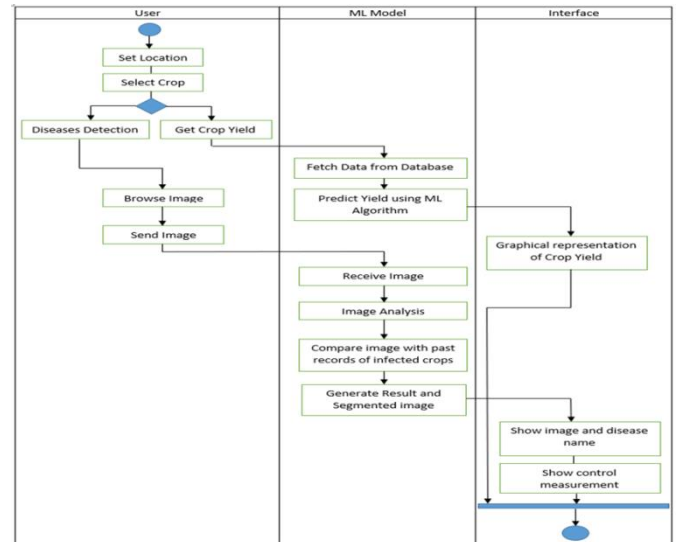 User
ML Model
Interface
Set Location
Select Crop
Diseases Detection
Get Crop Yield
Fetch Data from Database
Predict Yield using ML
Algorithm
Browse Image
Send Image
Graphical representation
of Crop Yield
Receive Image
Image Analysis
Compare image with past
records of infected crops
Generate Result and
Segmented image
Show image and disease
name
Show control
measurement